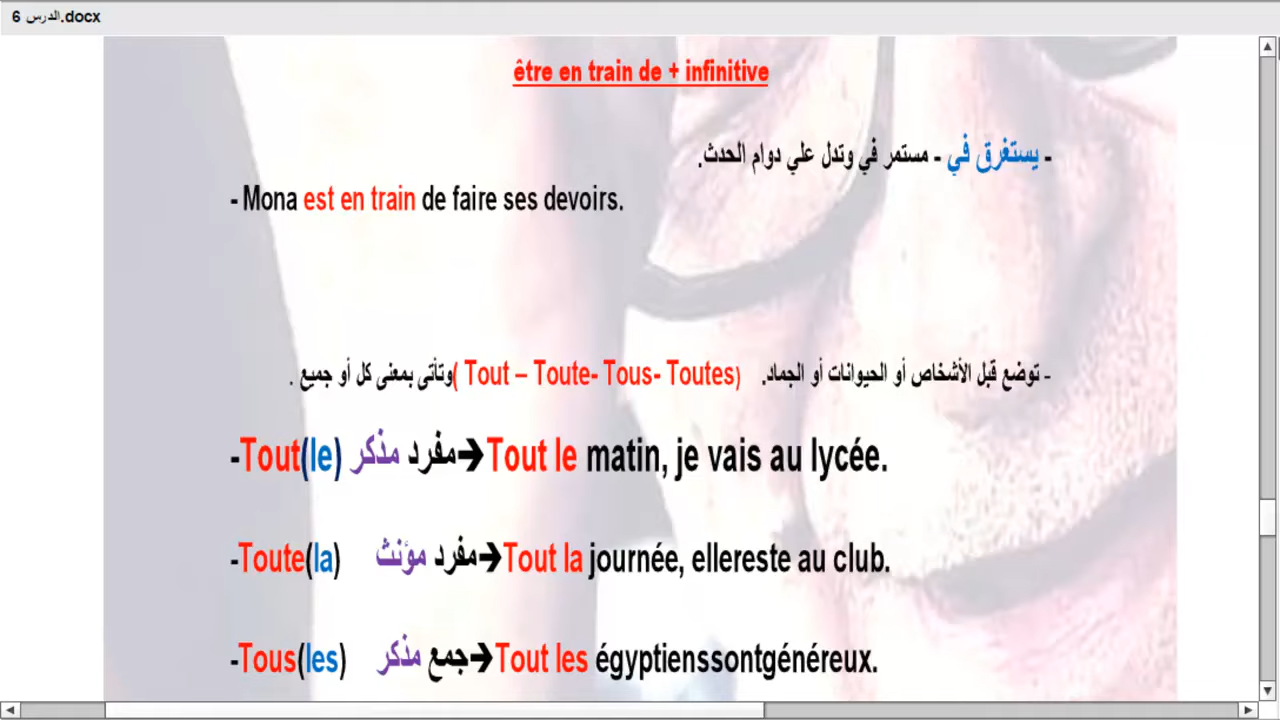 الدرس 6.docx
être en train de + infinitive
- يستغرق في - مستمر في وتدل علي دوام الحدث.
- Mona est en train de faire ses devoirs.
- توضع قبل الأشخاص أو الحيوانات أو الجماد. (Tout – Toute- Tous- Toutes )وتأتى بمعنى كل أو جميع .
-Tout(le) مفرد مذكر➔Tout le matin, je vais au lycée.
-Toute(la) مفرد مؤنث➔Tout la journée, ellereste au club.
-Tous(les) جمع مذكر➔Tout les égyptienssontgénéreux.